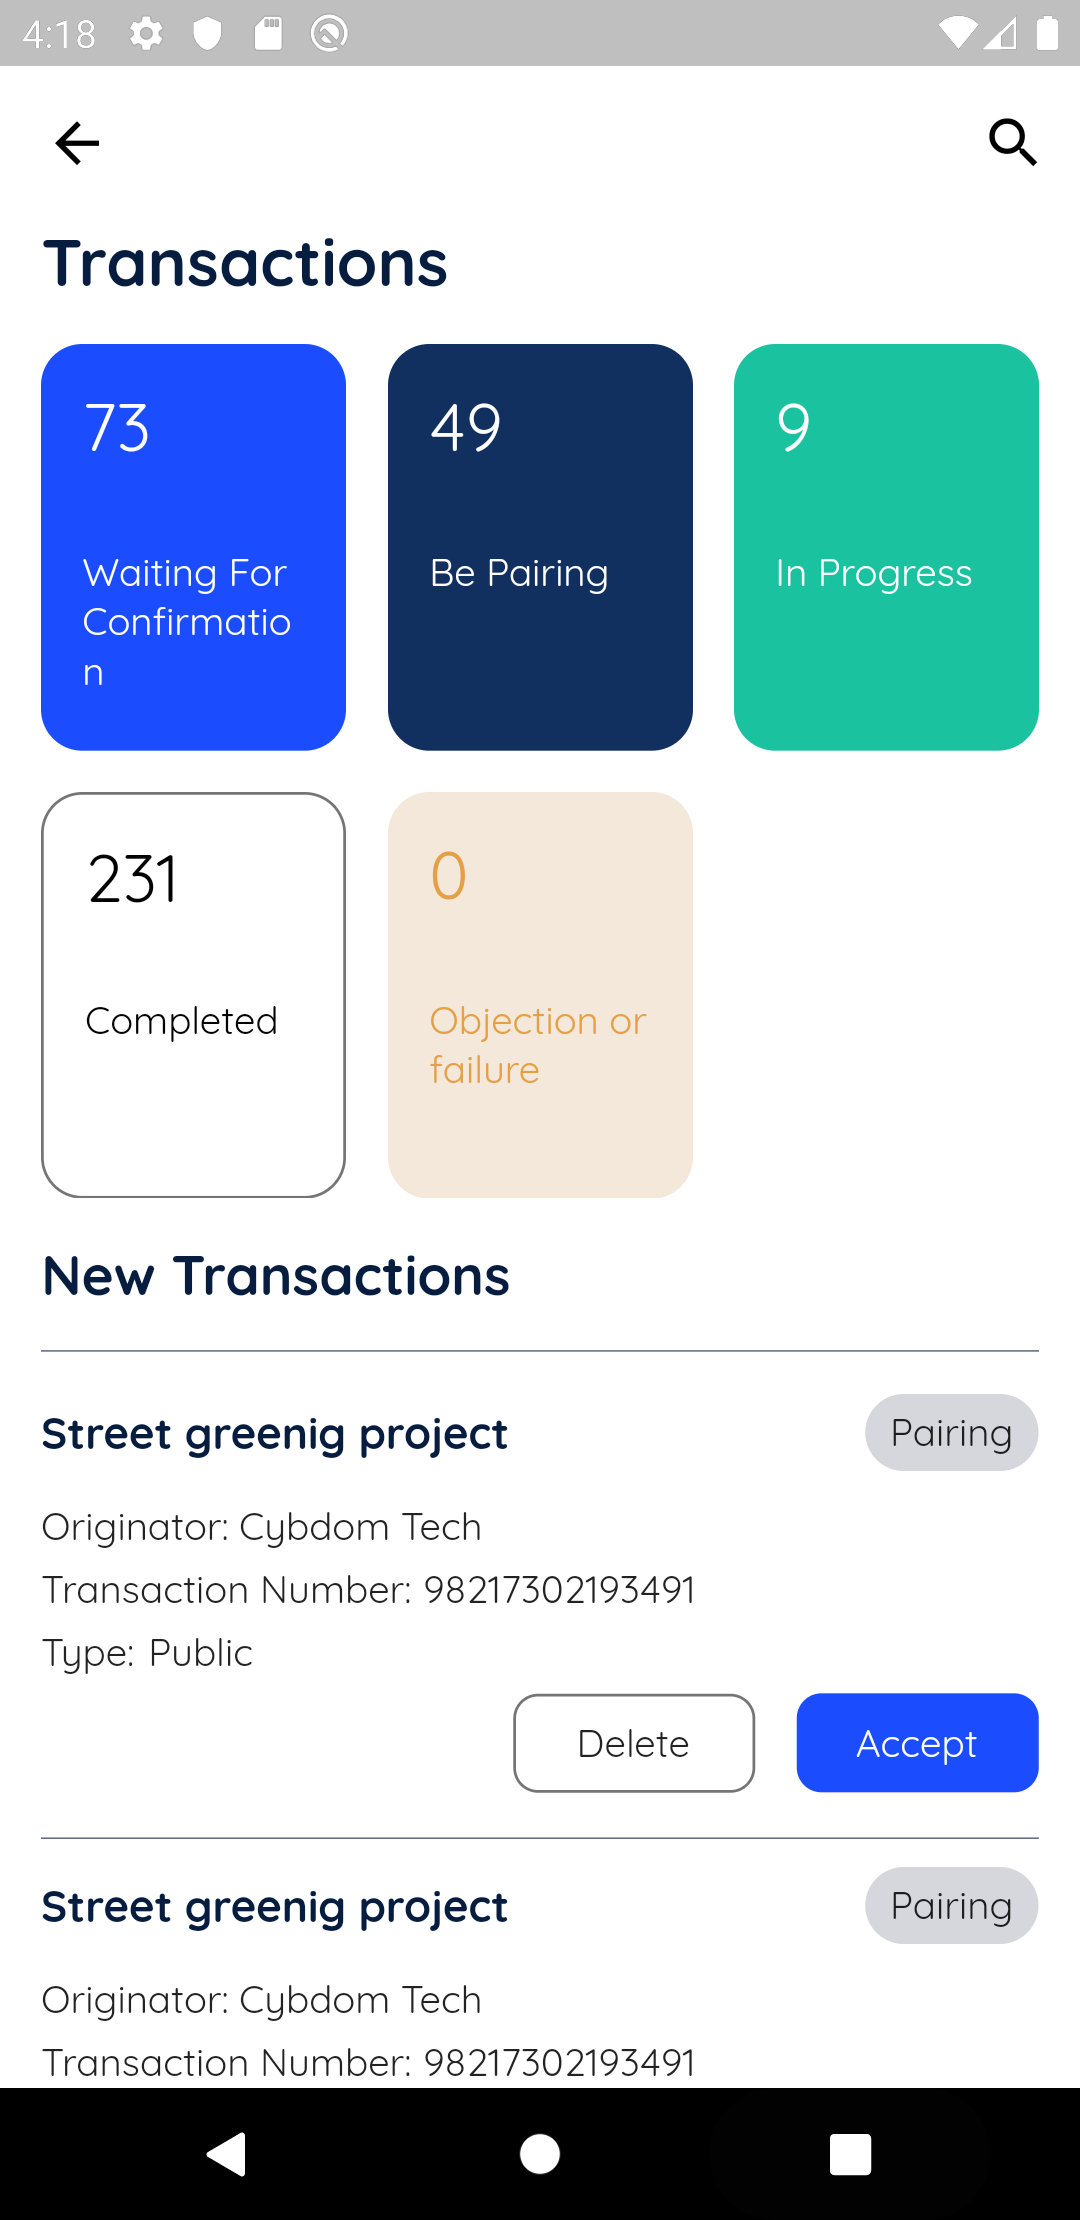 4:18
Transactions
73
Waiting For
Confirmatio
n
49
Be Pairing
9
In Progress
231
Completed
0
Objection or
failure
New Transactions
Street greenig project
Pairing
Originator: Cybdom Tech
Transaction Number: 98217302193491
Type: Public
Delete
Accept
Street greenig project
Pairing
Originator: Cybdom Tech
Transaction Number: 98217302193491